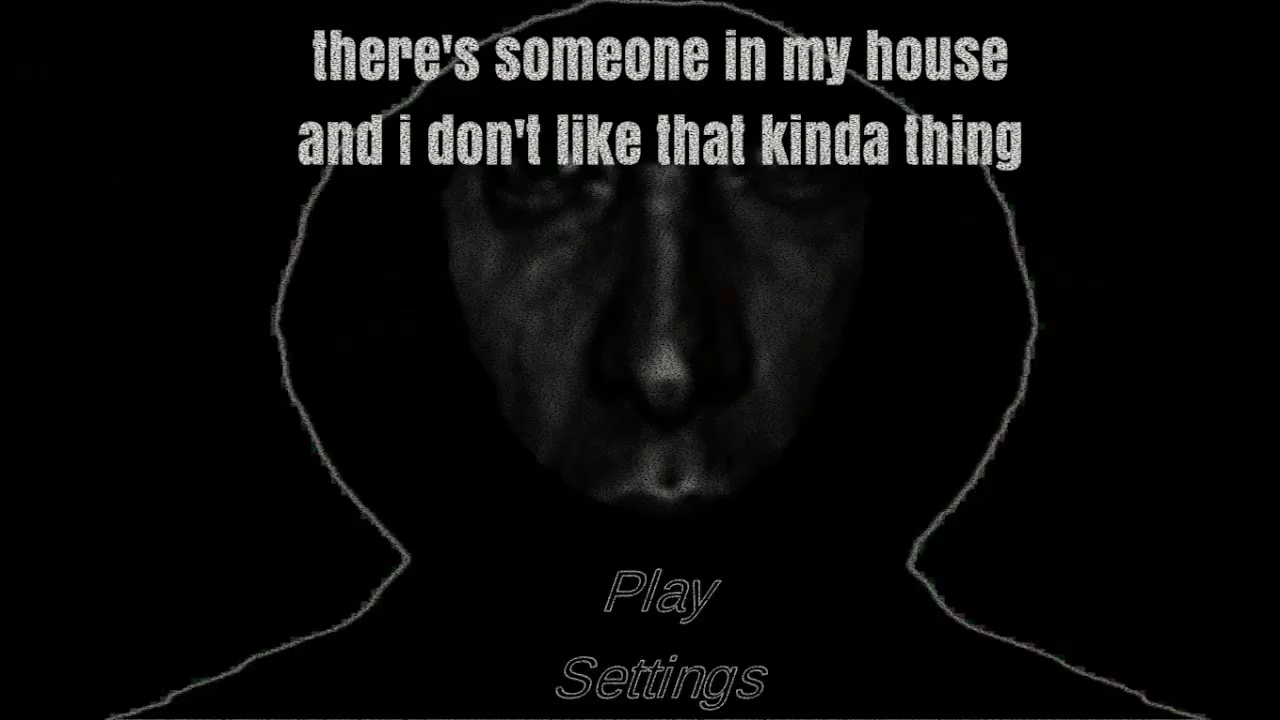 there's someone in my house
and i don't like that kinda thing
Play
Settings